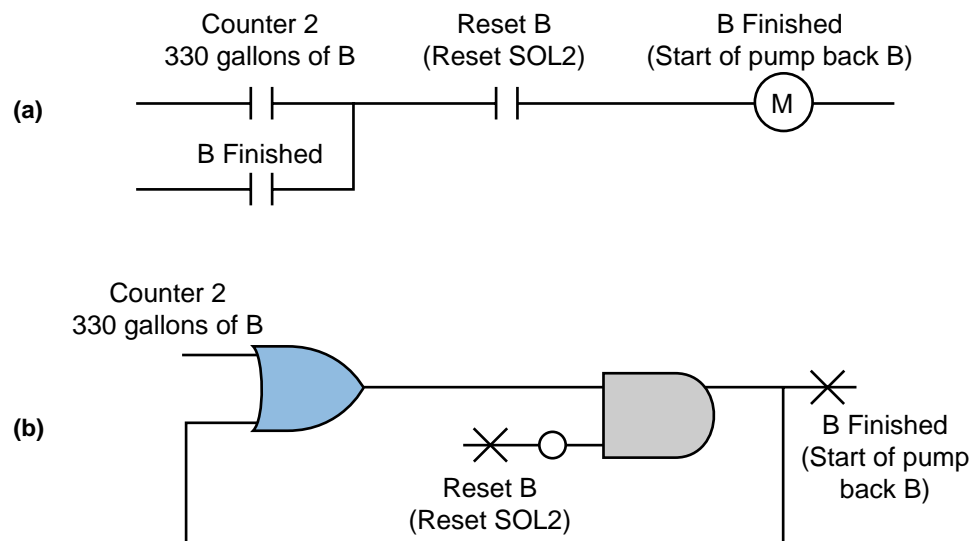 Counter 2
330 gallons of B
Reset B
(Reset SOL2)
B Finished
(Start of pump back B)
(a)
M
B Finished
Counter 2
330 gallons of B
(b)
B Finished
(Start of pump
back B)
Reset B
(Reset SOL2)